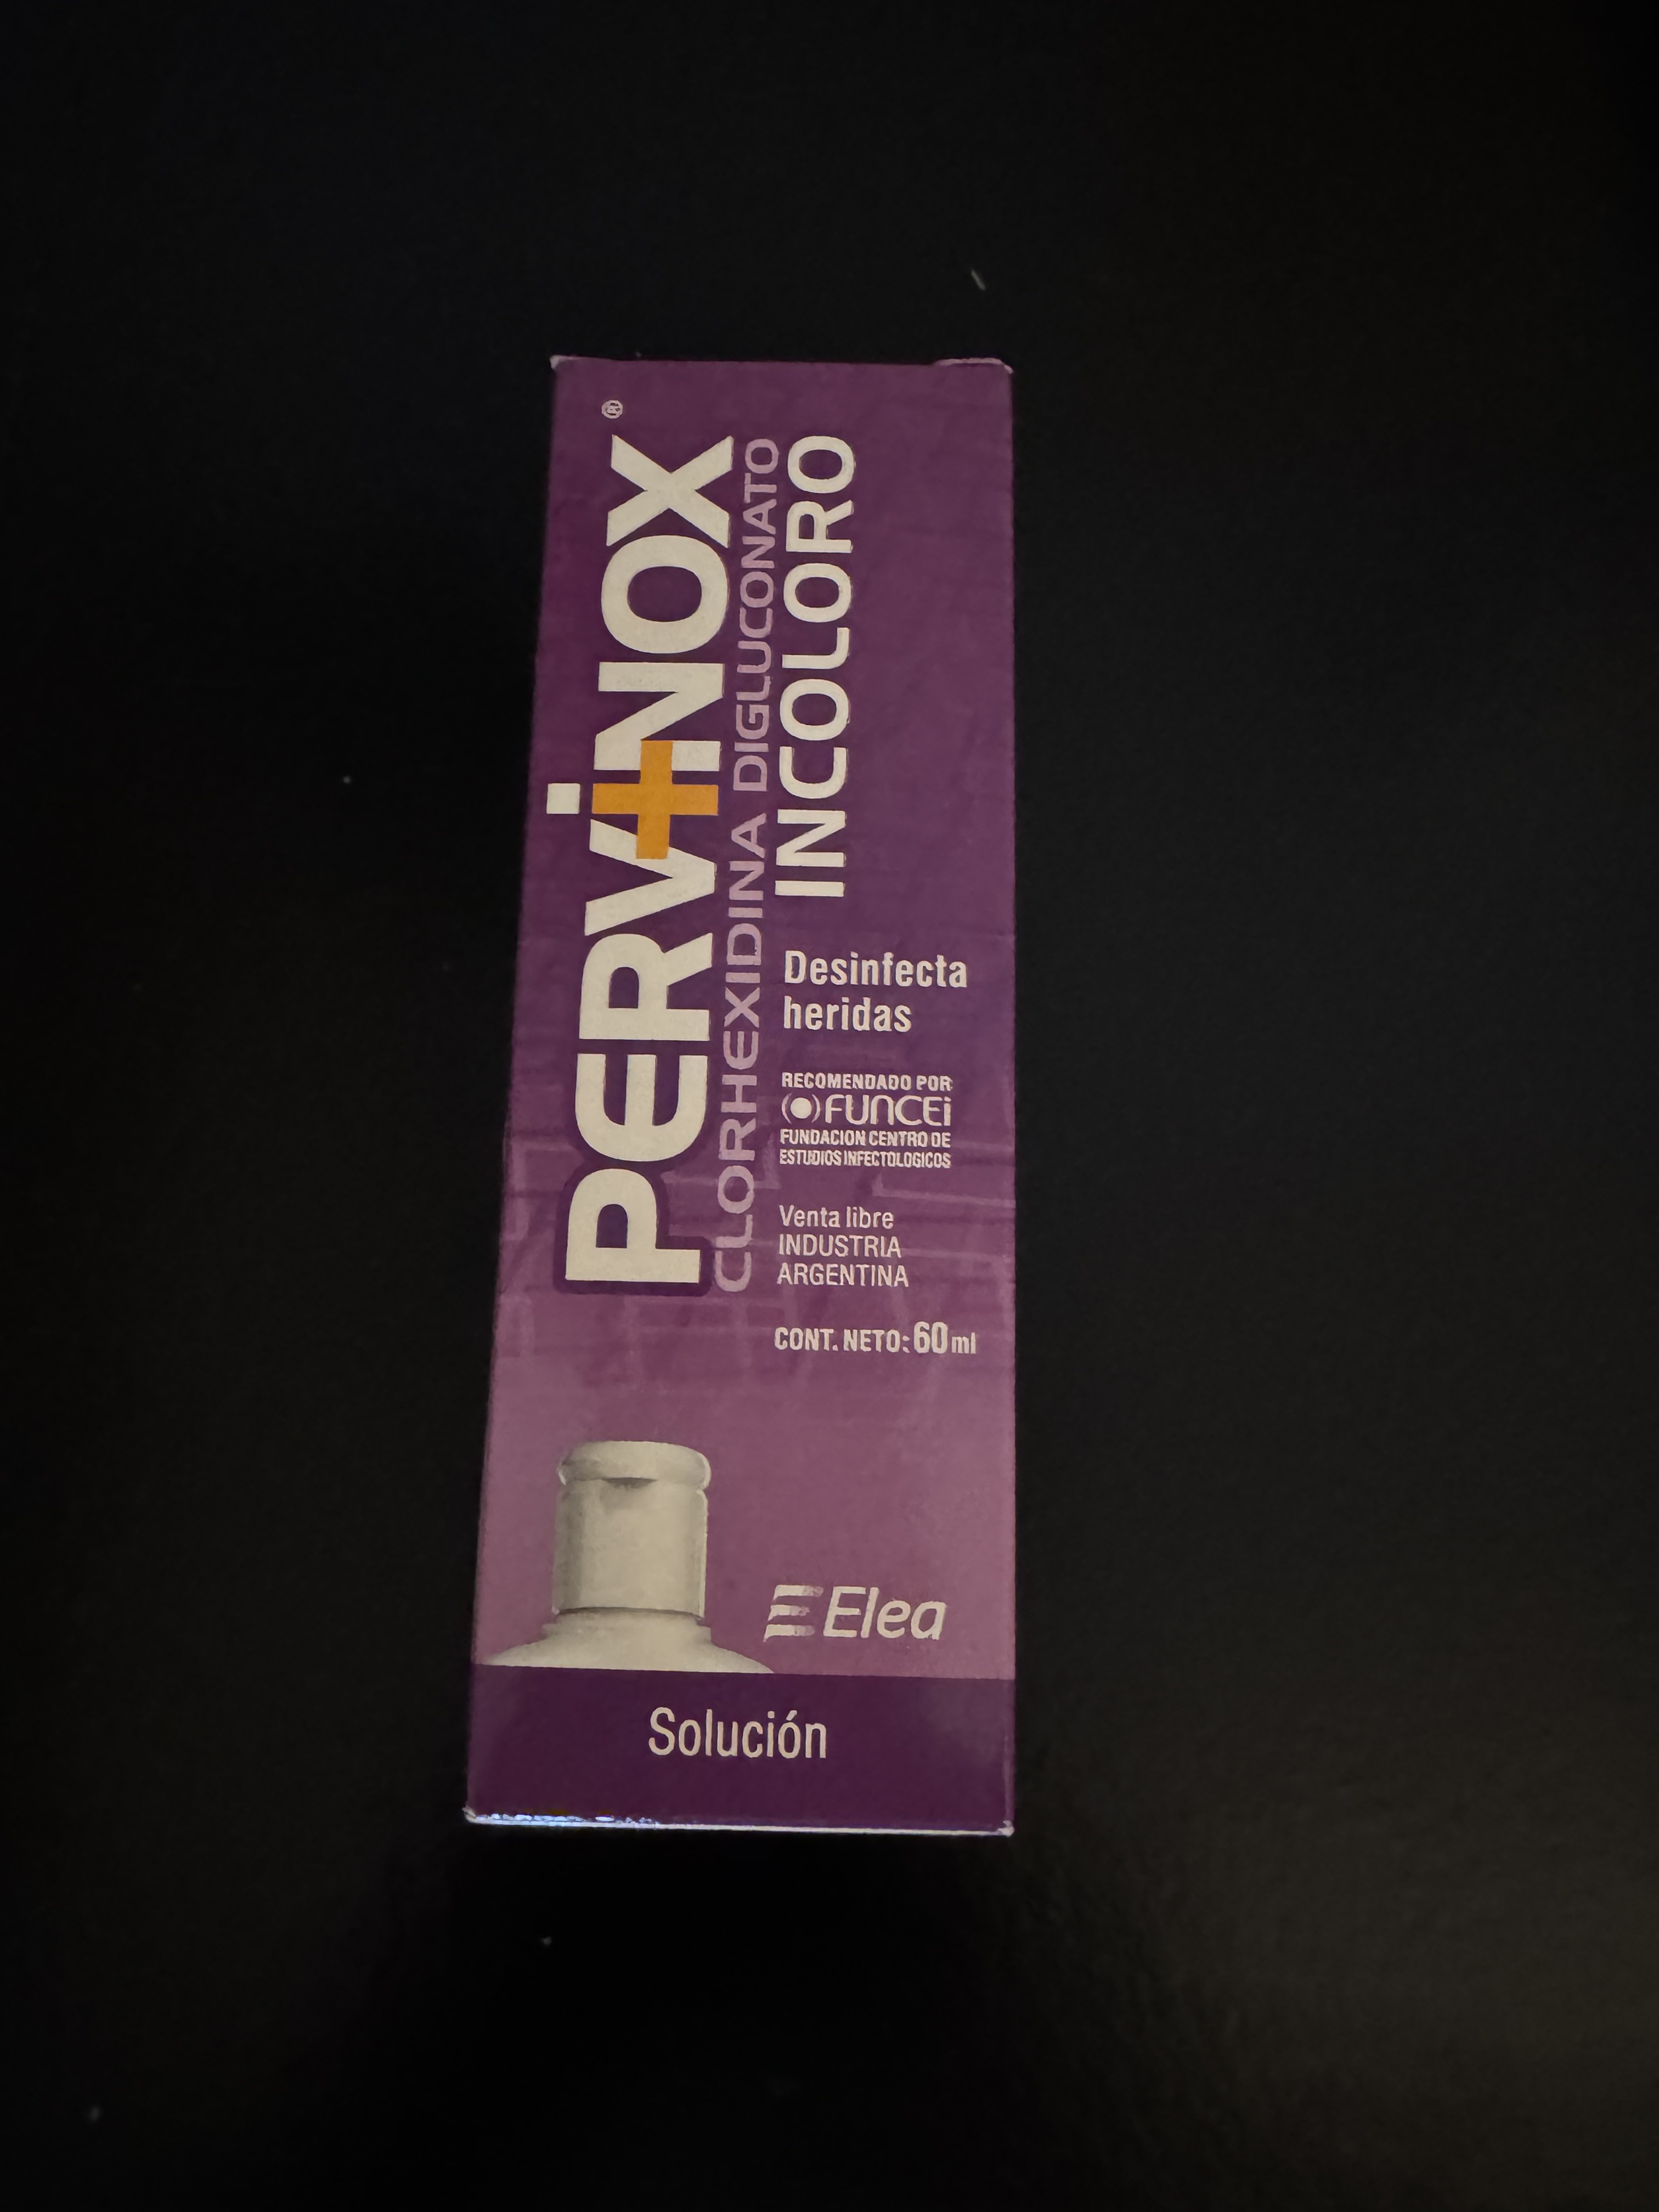 PERViNOX®
CLORHEXIDINA DIGLUCONATO
INCOLORO
Desinfecta
heridas
RECOMENDADO POR
FUNCEi
FUNDACION CENTRO DE
ESTUDIOS INFECTOLOGICOS
Venta libre
INDUSTRIA
ARGENTINA
CONT. NETO: 60 ml
Elea
Solución